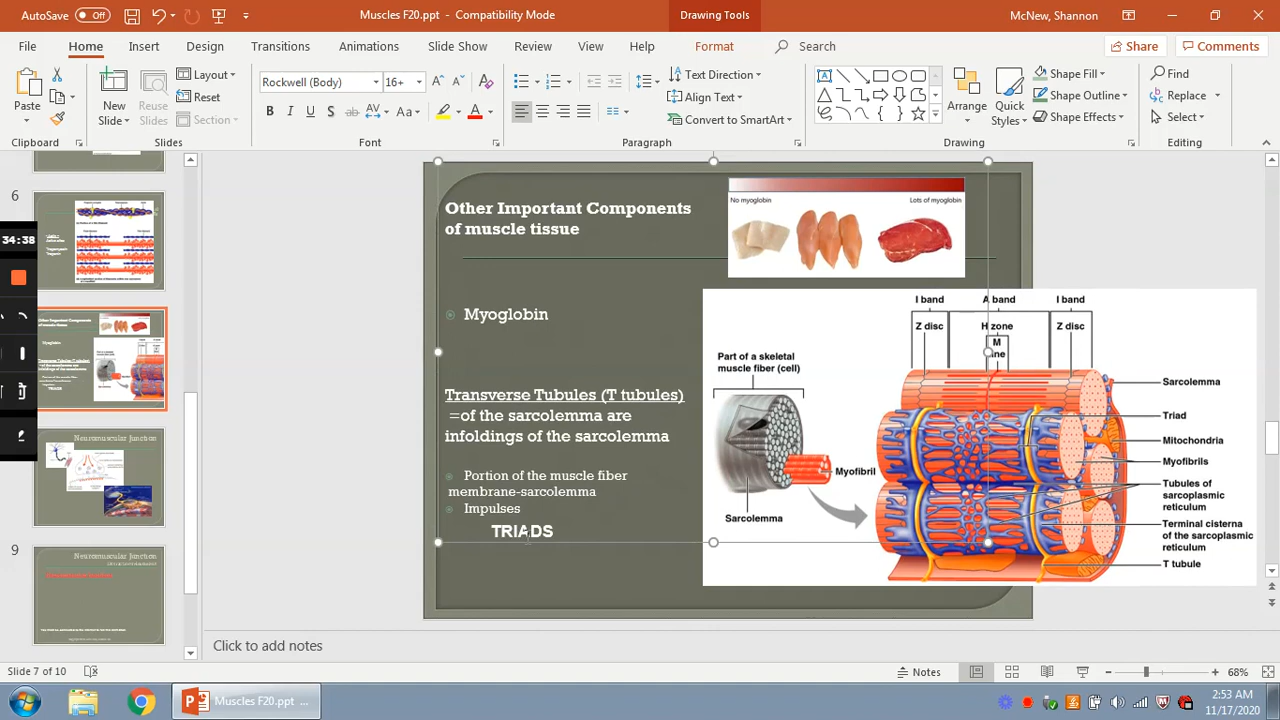 AutoSave Off
Muscles F20.ppt - Compatibility Mode
Drawing Tools
McNew, Shannon
File Home Insert Design Transitions Animations Slide Show Review View Help Format Search
Share Comments
Paste
New
Slide
Reuse
Slides
Layout
Reset
Section
Rockwell (Body) 16+
B I U S ab AV Aa A
Text Direction
Align Text
Convert to SmartArt
Arrange
Quick
Styles
Shape Fill
Shape Outline
Shape Effects
Find
Replace
Select
Clipboard Slides Font Paragraph Drawing Editing
6
34:38
Neuromuscular Junction
9
Other Important Components
of muscle tissue
No myoglobin
Lots of myoglobin
Myoglobin
Transverse Tubules (T tubules)
=of the sarcolemma are
infoldings of the sarcolemma
Portion of the muscle fiber
membrane-sarcolemma
Impulses
TRIADS
I band A band I band
Z disc H zone Z disc
M
line
Part of a skeletal
muscle fiber (cell)
Myofibril
Sarcolemma
Sarcolemma
Triad
Mitochondria
Myofibrils
Tubules of
sarcoplasmic
reticulum
Terminal cisterna
of the sarcoplasmic
reticulum
T tubule
Click to add notes
Slide 7 of 10
Notes
68%
Muscles F20.ppt ...
2:53 AM
11/17/2020